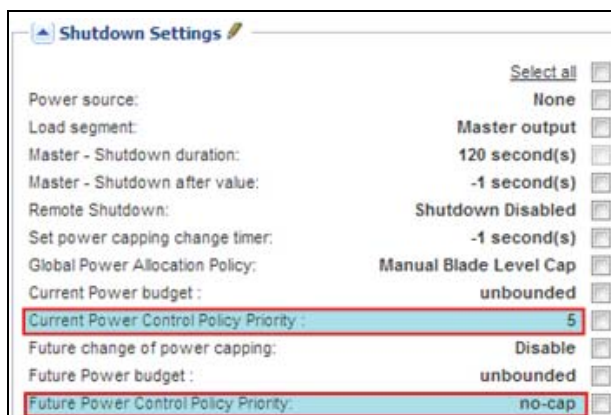 Shutdown Settings
Select all
Power source: None
Load segment: Master output
Master - Shutdown duration: 120 second(s)
Master - Shutdown after value: -1 second(s)
Remote Shutdown: Shutdown Disabled
Set power capping change timer: -1 second(s)
Global Power Allocation Policy: Manual Blade Level Cap
Current Power budget : unbounded
Current Power Control Policy Priority : 5
Future change of power capping: Disable
Future Power budget : unbounded
Future Power Control Policy Priority: no-cap